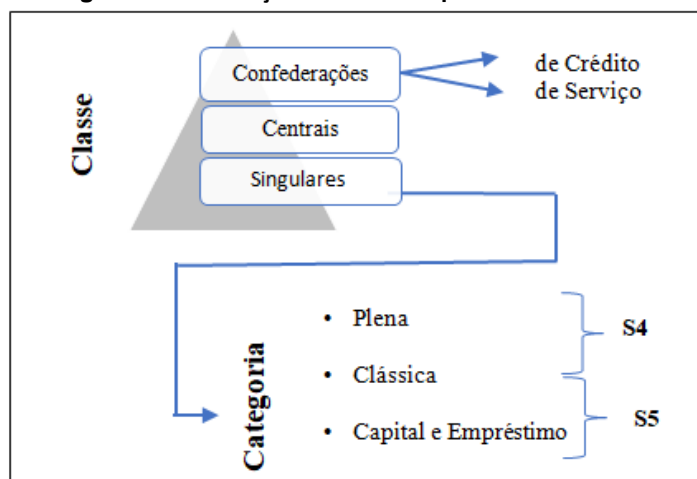 Classe
Confederações
Centrais
Singulares
de Crédito
de Serviço
Categoria
• Plena
• Clássica
• Capital e Empréstimo
S4
S5